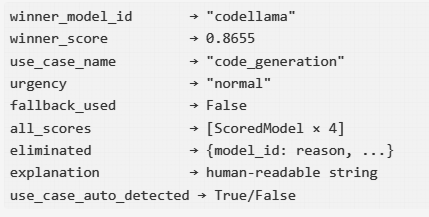 winner_model_id → "codellama"
winner_score → 0.8655
use_case_name → "code_generation"
urgency → "normal"
fallback_used → False
all_scores → [ScoredModel × 4]
eliminated → {model_id: reason, ...}
explanation → human-readable string
use_case_auto_detected → True/False